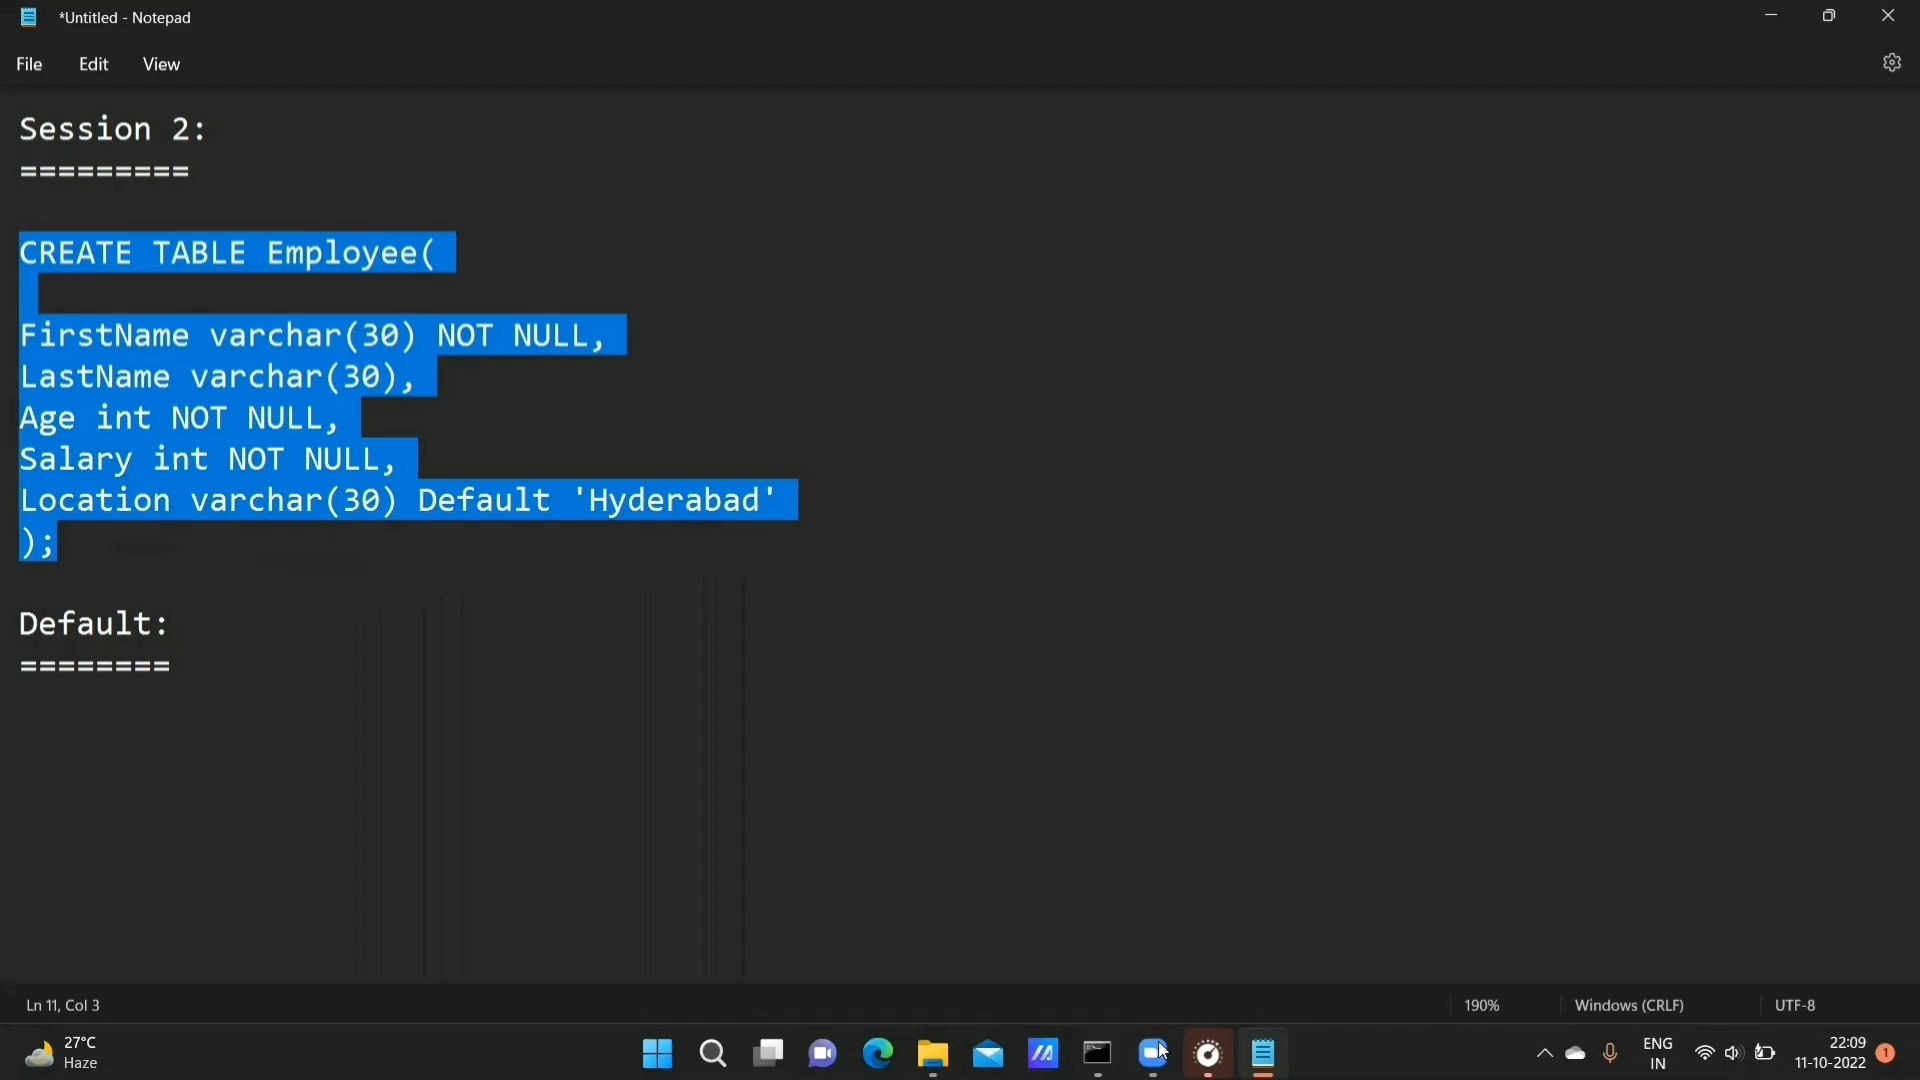 *Untitled - Notepad
File Edit View
Session 2:
=========
CREATE TABLE Employee(
FirstName varchar(30) NOT NULL,
LastName varchar(30),
Age int NOT NULL,
Salary int NOT NULL,
Location varchar(30) Default 'Hyderabad'
);
Default:
========
Ln 11, Col 3 190% Windows (CRLF) UTF-8
27°C
Haze
ENG
IN
22:09
11-10-2022
1